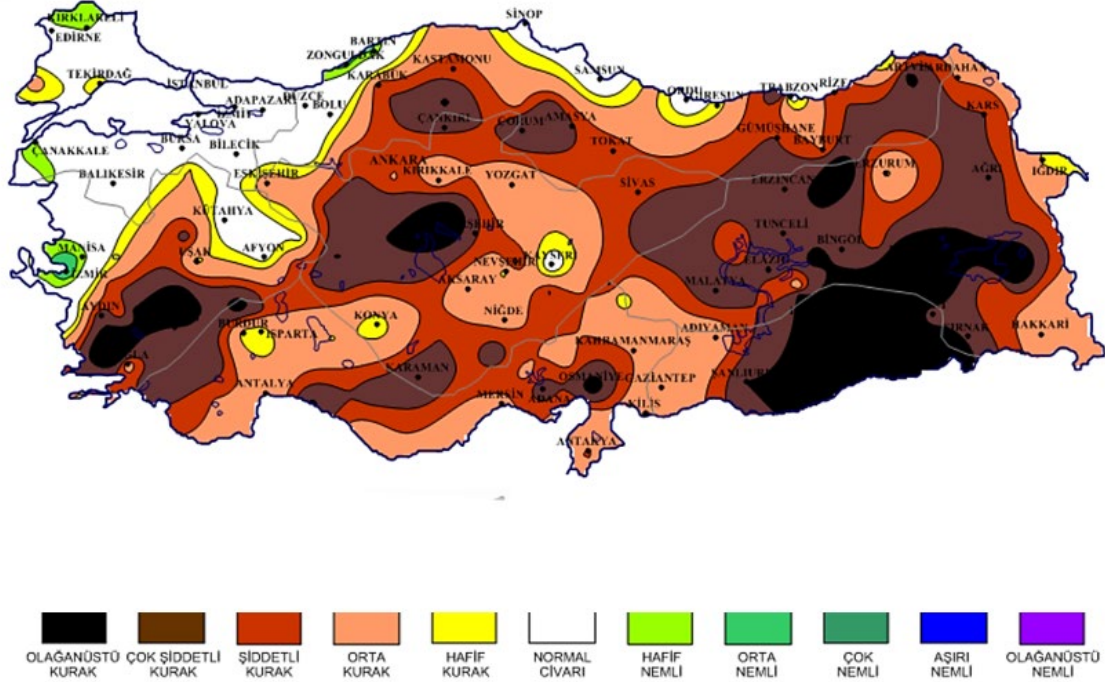 SİNOP
KIRKLARELİ
EDİRNE
BARTIN
ZONGULDAK
KASTAMONU
TEKİRDAĞ
İSTANBUL
KARABÜK
SAMSUN
ARTVİN
ARDAHAN
DÜZCE
ADAPAZARI
BOLU
İZMİT
YALOVA
ORDU
GİRESUN
TRABZON
RİZE
KARS
ÇANKIRI
ÇORUM
AMASYA
GÜMÜŞHANE
BAYBURT
ÇANAKKALE
BURSA
BİLECİK
TOKAT
BALIKESİR
ESKİŞEHİR
ANKARA
KIRIKKALE
YOZGAT
SİVAS
ERZİNCAN
ERZURUM
AĞRI
IĞDIR
KÜTAHYA
TUNCELİ
MANİSA
UŞAK
AFYON
NEVŞEHİR
KAYSERİ
BİNGÖL
ELAZIĞ
İZMİR
AKSARAY
MALATYA
AYDIN
NİĞDE
KONYA
BURDUR
ISPARTA
ADIYAMAN
ŞIRNAK
HAKKARİ
KAHRAMANMARAŞ
KARAMAN
OSMANİYE
GAZİANTEP
ANTALYA
MERSİN
ADANA
KİLİS
ANTAKYA
OLAĞANÜSTÜ KURAK
ÇOK ŞİDDETLİ KURAK
ŞİDDETLİ KURAK
ORTA KURAK
HAFİF KURAK
NORMAL CİVARI
HAFİF NEMLİ
ORTA NEMLİ
ÇOK NEMLİ
AŞIRI NEMLİ
OLAĞANÜSTÜ NEMLİ